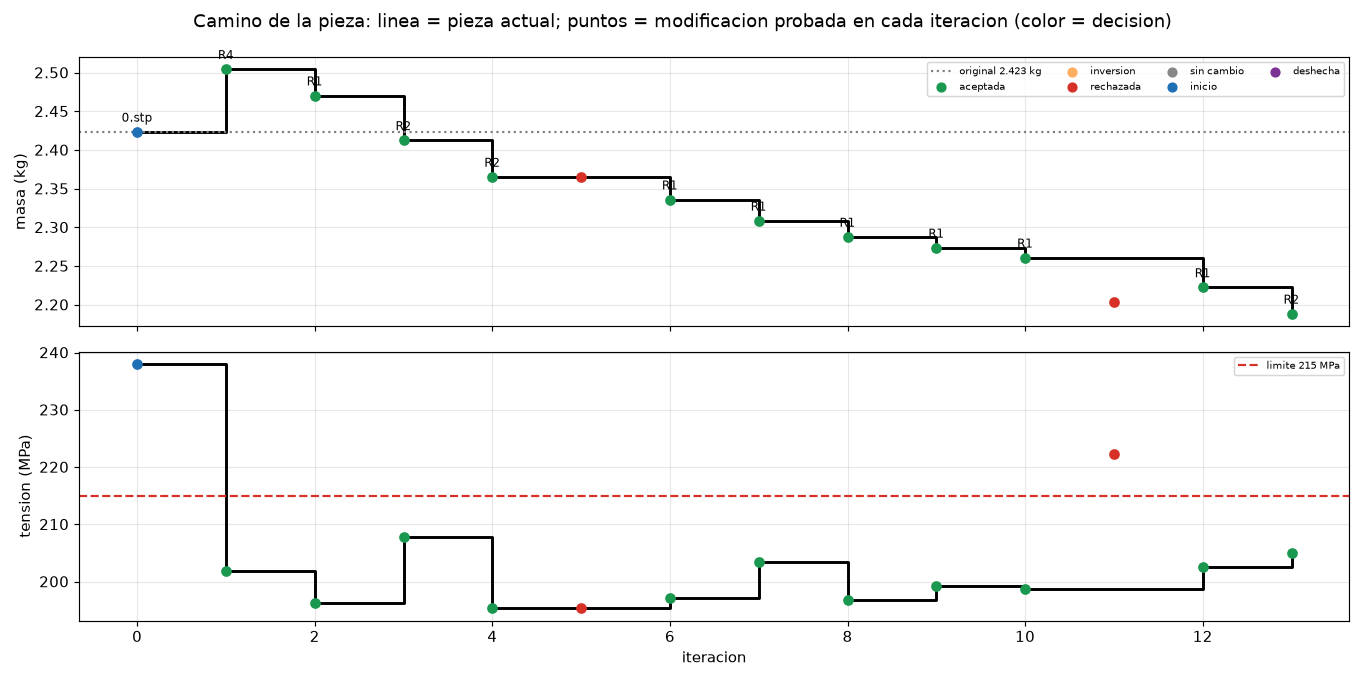 Camino de la pieza: linea = pieza actual; puntos = modificacion probada en cada iteracion (color = decision)
original 2.423 kg
aceptada
inversion
rechazada
sin cambio
inicio
deshecha
masa (kg)
2.50
2.45
2.40
2.35
2.30
2.25
2.20
0.stp
R4
R1
R2
R2
R1
R1
R1
R1
R1
R1
R2
limite 215 MPa
tension (MPa)
240
230
220
210
200
0
2
4
6
8
10
12
iteracion